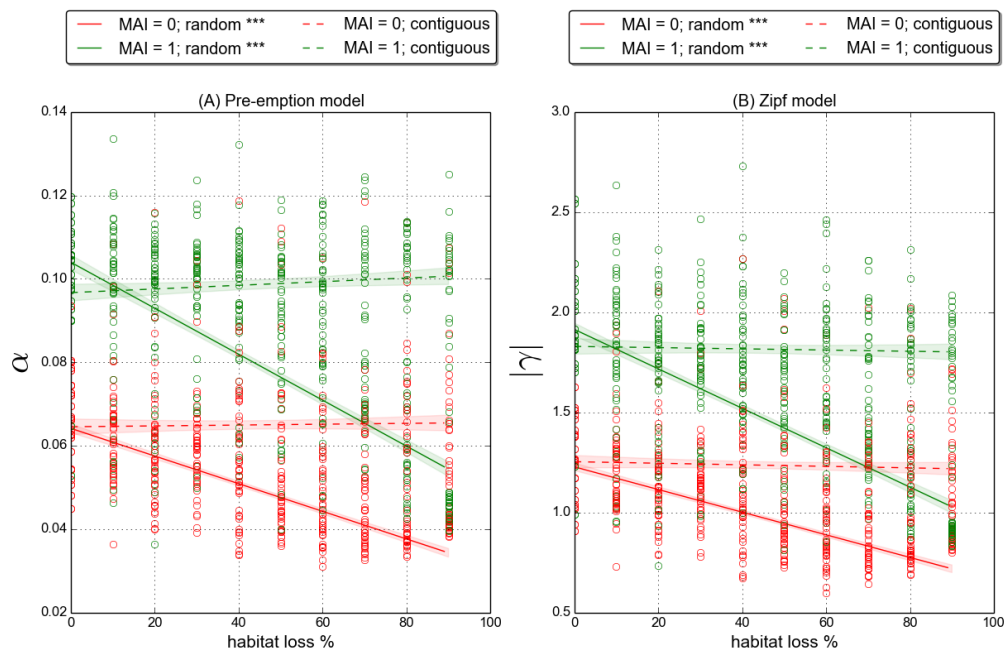 MAI = 0; random *** MAI = 0; contiguous
MAI = 1; random *** MAI = 1; contiguous
MAI = 0; random *** MAI = 0; contiguous
MAI = 1; random *** MAI = 1; contiguous
(A) Pre-emption model
0.14
0.12
0.10
0.08
0.06
0.04
0.02
α
0 20 40 60 80 100
habitat loss %
(B) Zipf model
3.0
2.5
2.0
1.5
1.0
0.5
|γ|
0 20 40 60 80 100
habitat loss %